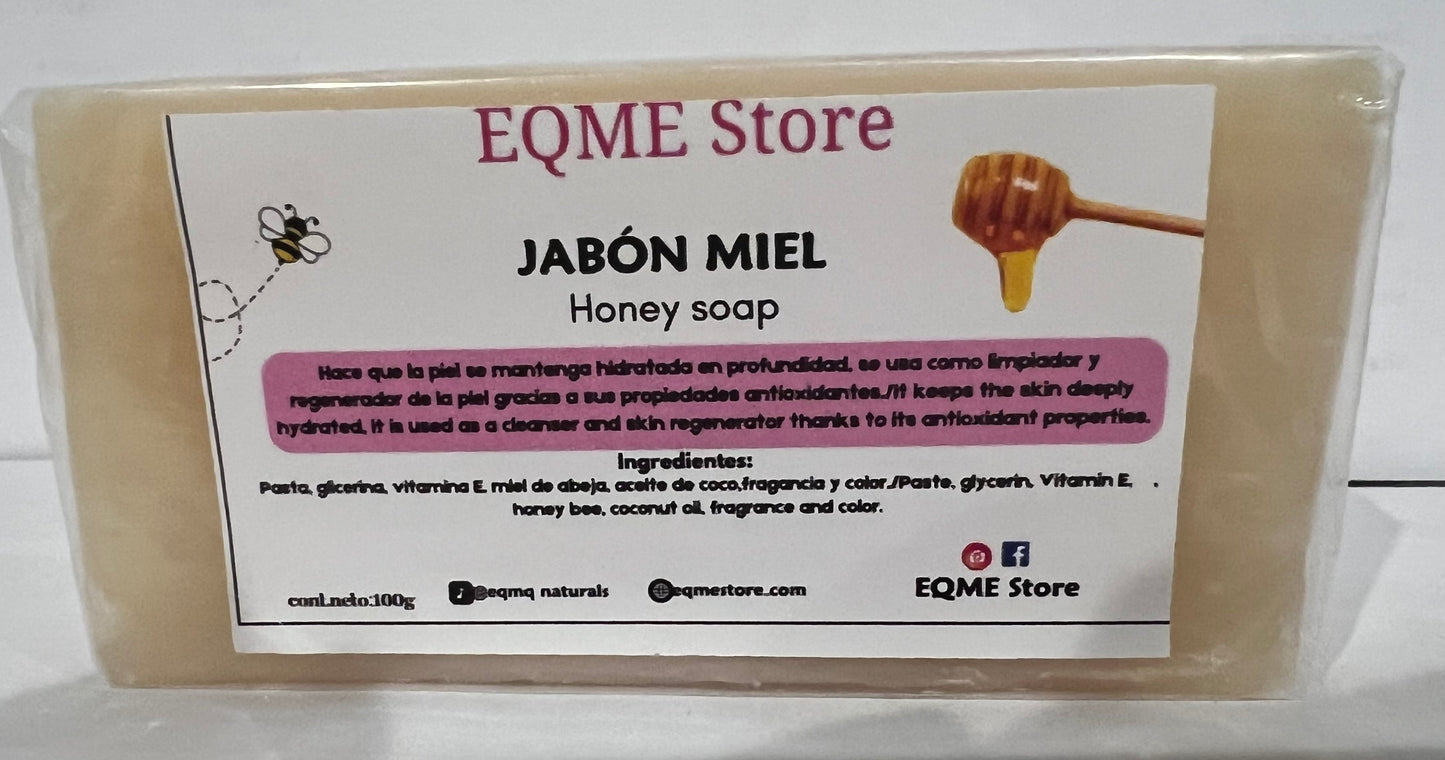 EQME Store
JABÓN MIEL
Honey soap
Hace que la piel se mantenga hidratada en profundidad, se usa como limpiador y
regenerador de la piel gracias a sus propiedades antioxidantes./It keeps the skin deeply
hydrated, it is used as a cleanser and skin regenerator thanks to its antioxidant properties.
Ingredientes:
Pasta, glicerina, vitamina E, miel de abeja, aceite de coco,fragancia y color./Paste, glycerin, Vitamin E, .
honey bee, coconut oil, fragrance and color.
cont.neto:100g
@eqmq naturals
eqmestore.com
EQME Store